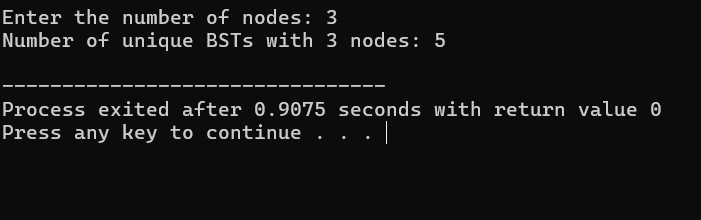 Enter the number of nodes: 3
Number of unique BSTs with 3 nodes: 5
--------------------------------
Process exited after 0.9075 seconds with return value 0
Press any key to continue . . .